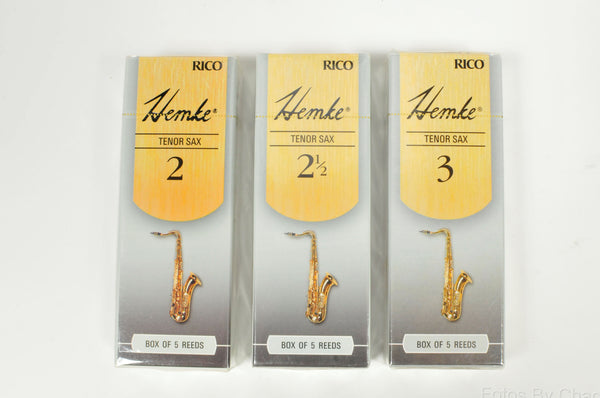 RICO
Hemke®
TENOR SAX
2
BOX OF 5 REEDS
RICO
Hemke®
TENOR SAX
2½
BOX OF 5 REEDS
RICO
Hemke®
TENOR SAX
3
BOX OF 5 REEDS
Fotos By Chas